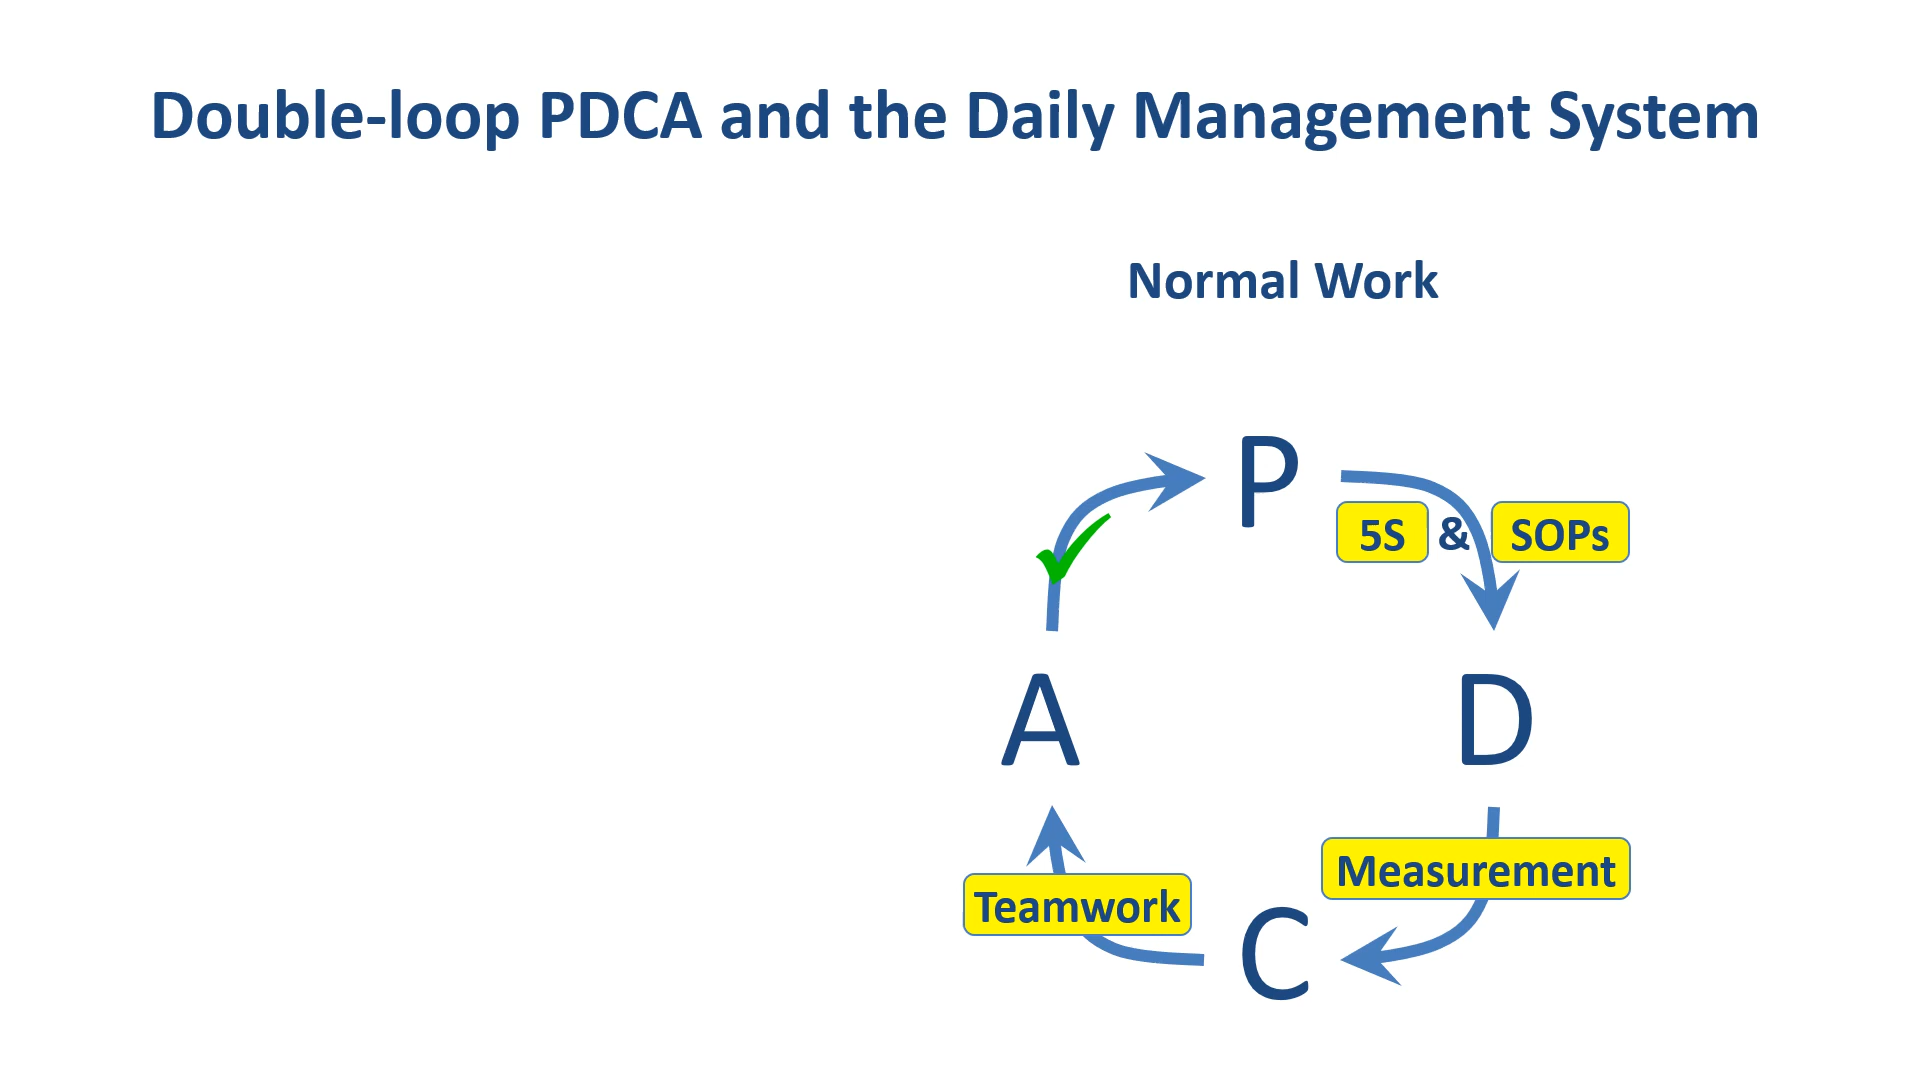 Double-loop PDCA and the Daily Management System
Normal Work
P
5S & SOPs
A
D
Measurement
Teamwork
C